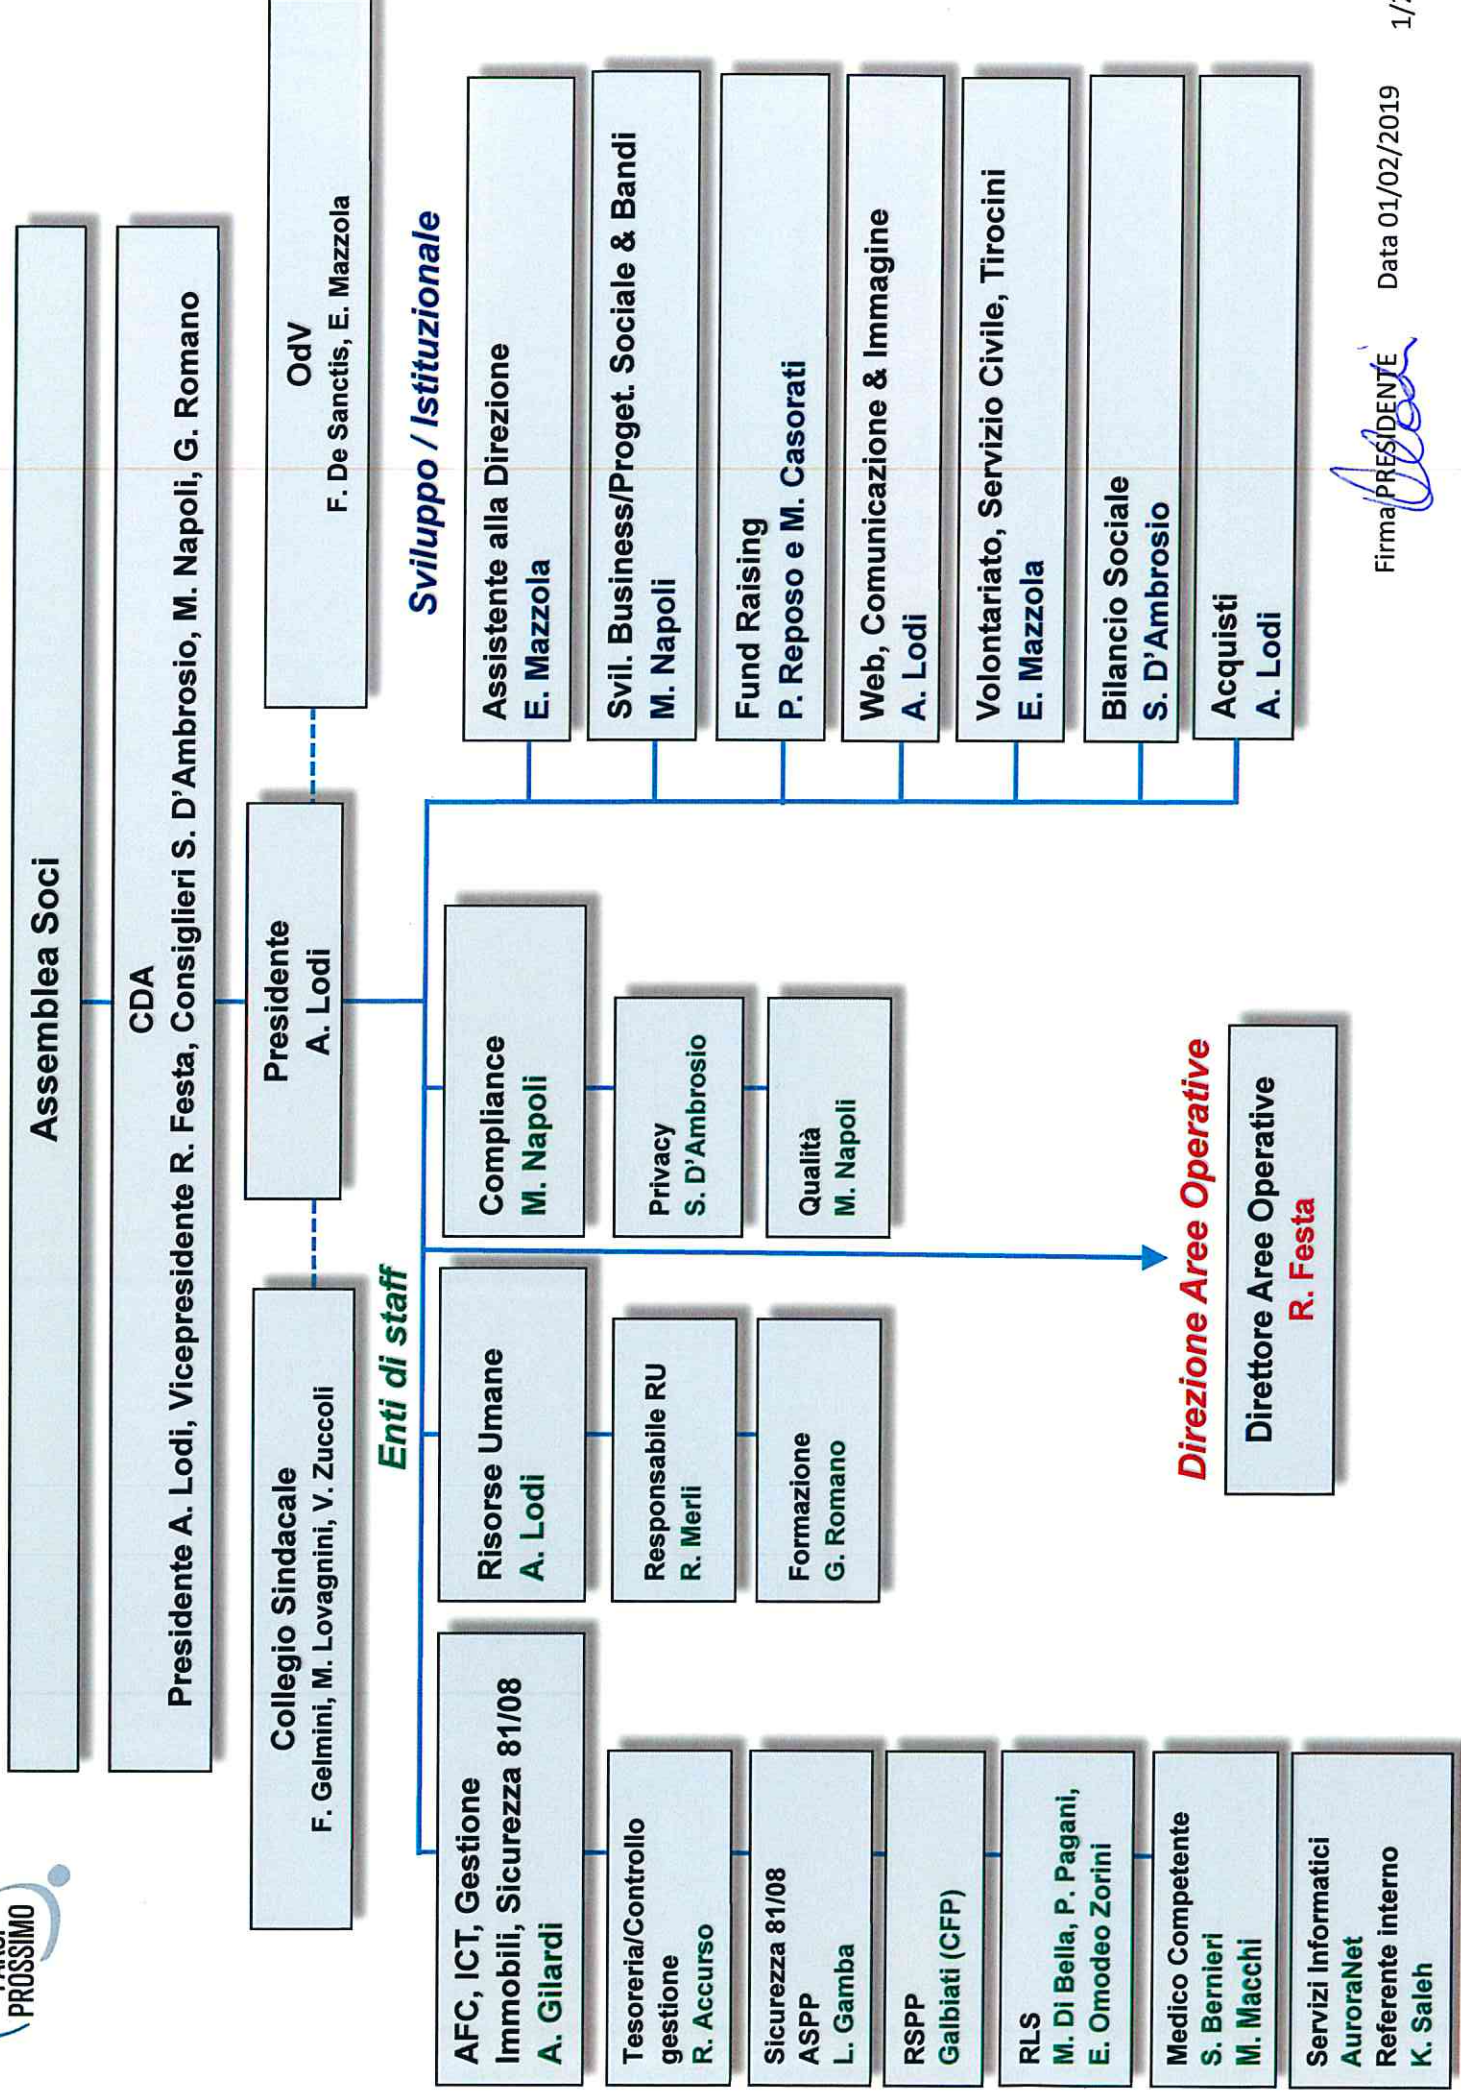 PROSSIMO
Assemblea Soci
CDA
Presidente A. Lodi, Vicepresidente R. Festa, Consiglieri S. D'Ambrosio, M. Napoli, G. Romano
Presidente
A. Lodi
Collegio Sindacale
F. Gelmini, M. Lovagnini, V. Zuccoli
OdV
F. De Sanctis, E. Mazzola
Enti di staff
AFC, ICT, Gestione
Immobili, Sicurezza 81/08
A. Gilardi
Tesoreria/Controllo
gestione
R. Accurso
Sicurezza 81/08
ASPP
L. Gamba
RSPP
Galbiati (CFP)
RLS
M. Di Bella, P. Pagani,
E. Omodeo Zorini
Medico Competente
S. Bernieri
M. Macchi
Servizi Informatici
AuroraNet
Referente interno
K. Saleh
Risorse Umane
A. Lodi
Responsabile RU
R. Merli
Formazione
G. Romano
Compliance
M. Napoli
Privacy
S. D'Ambrosio
Qualità
M. Napoli
Sviluppo / Istituzionale
Assistente alla Direzione
E. Mazzola
Svil. Business/Proget. Sociale & Bandi
M. Napoli
Fund Raising
P. Reposo e M. Casorati
Web, Comunicazione & Immagine
A. Lodi
Volontariato, Servizio Civile, Tirocini
E. Mazzola
Bilancio Sociale
S. D'Ambrosio
Acquisti
A. Lodi
Direzione Aree Operative
Direttore Aree Operative
R. Festa
Firma PRESIDENTE Data 01/02/2019